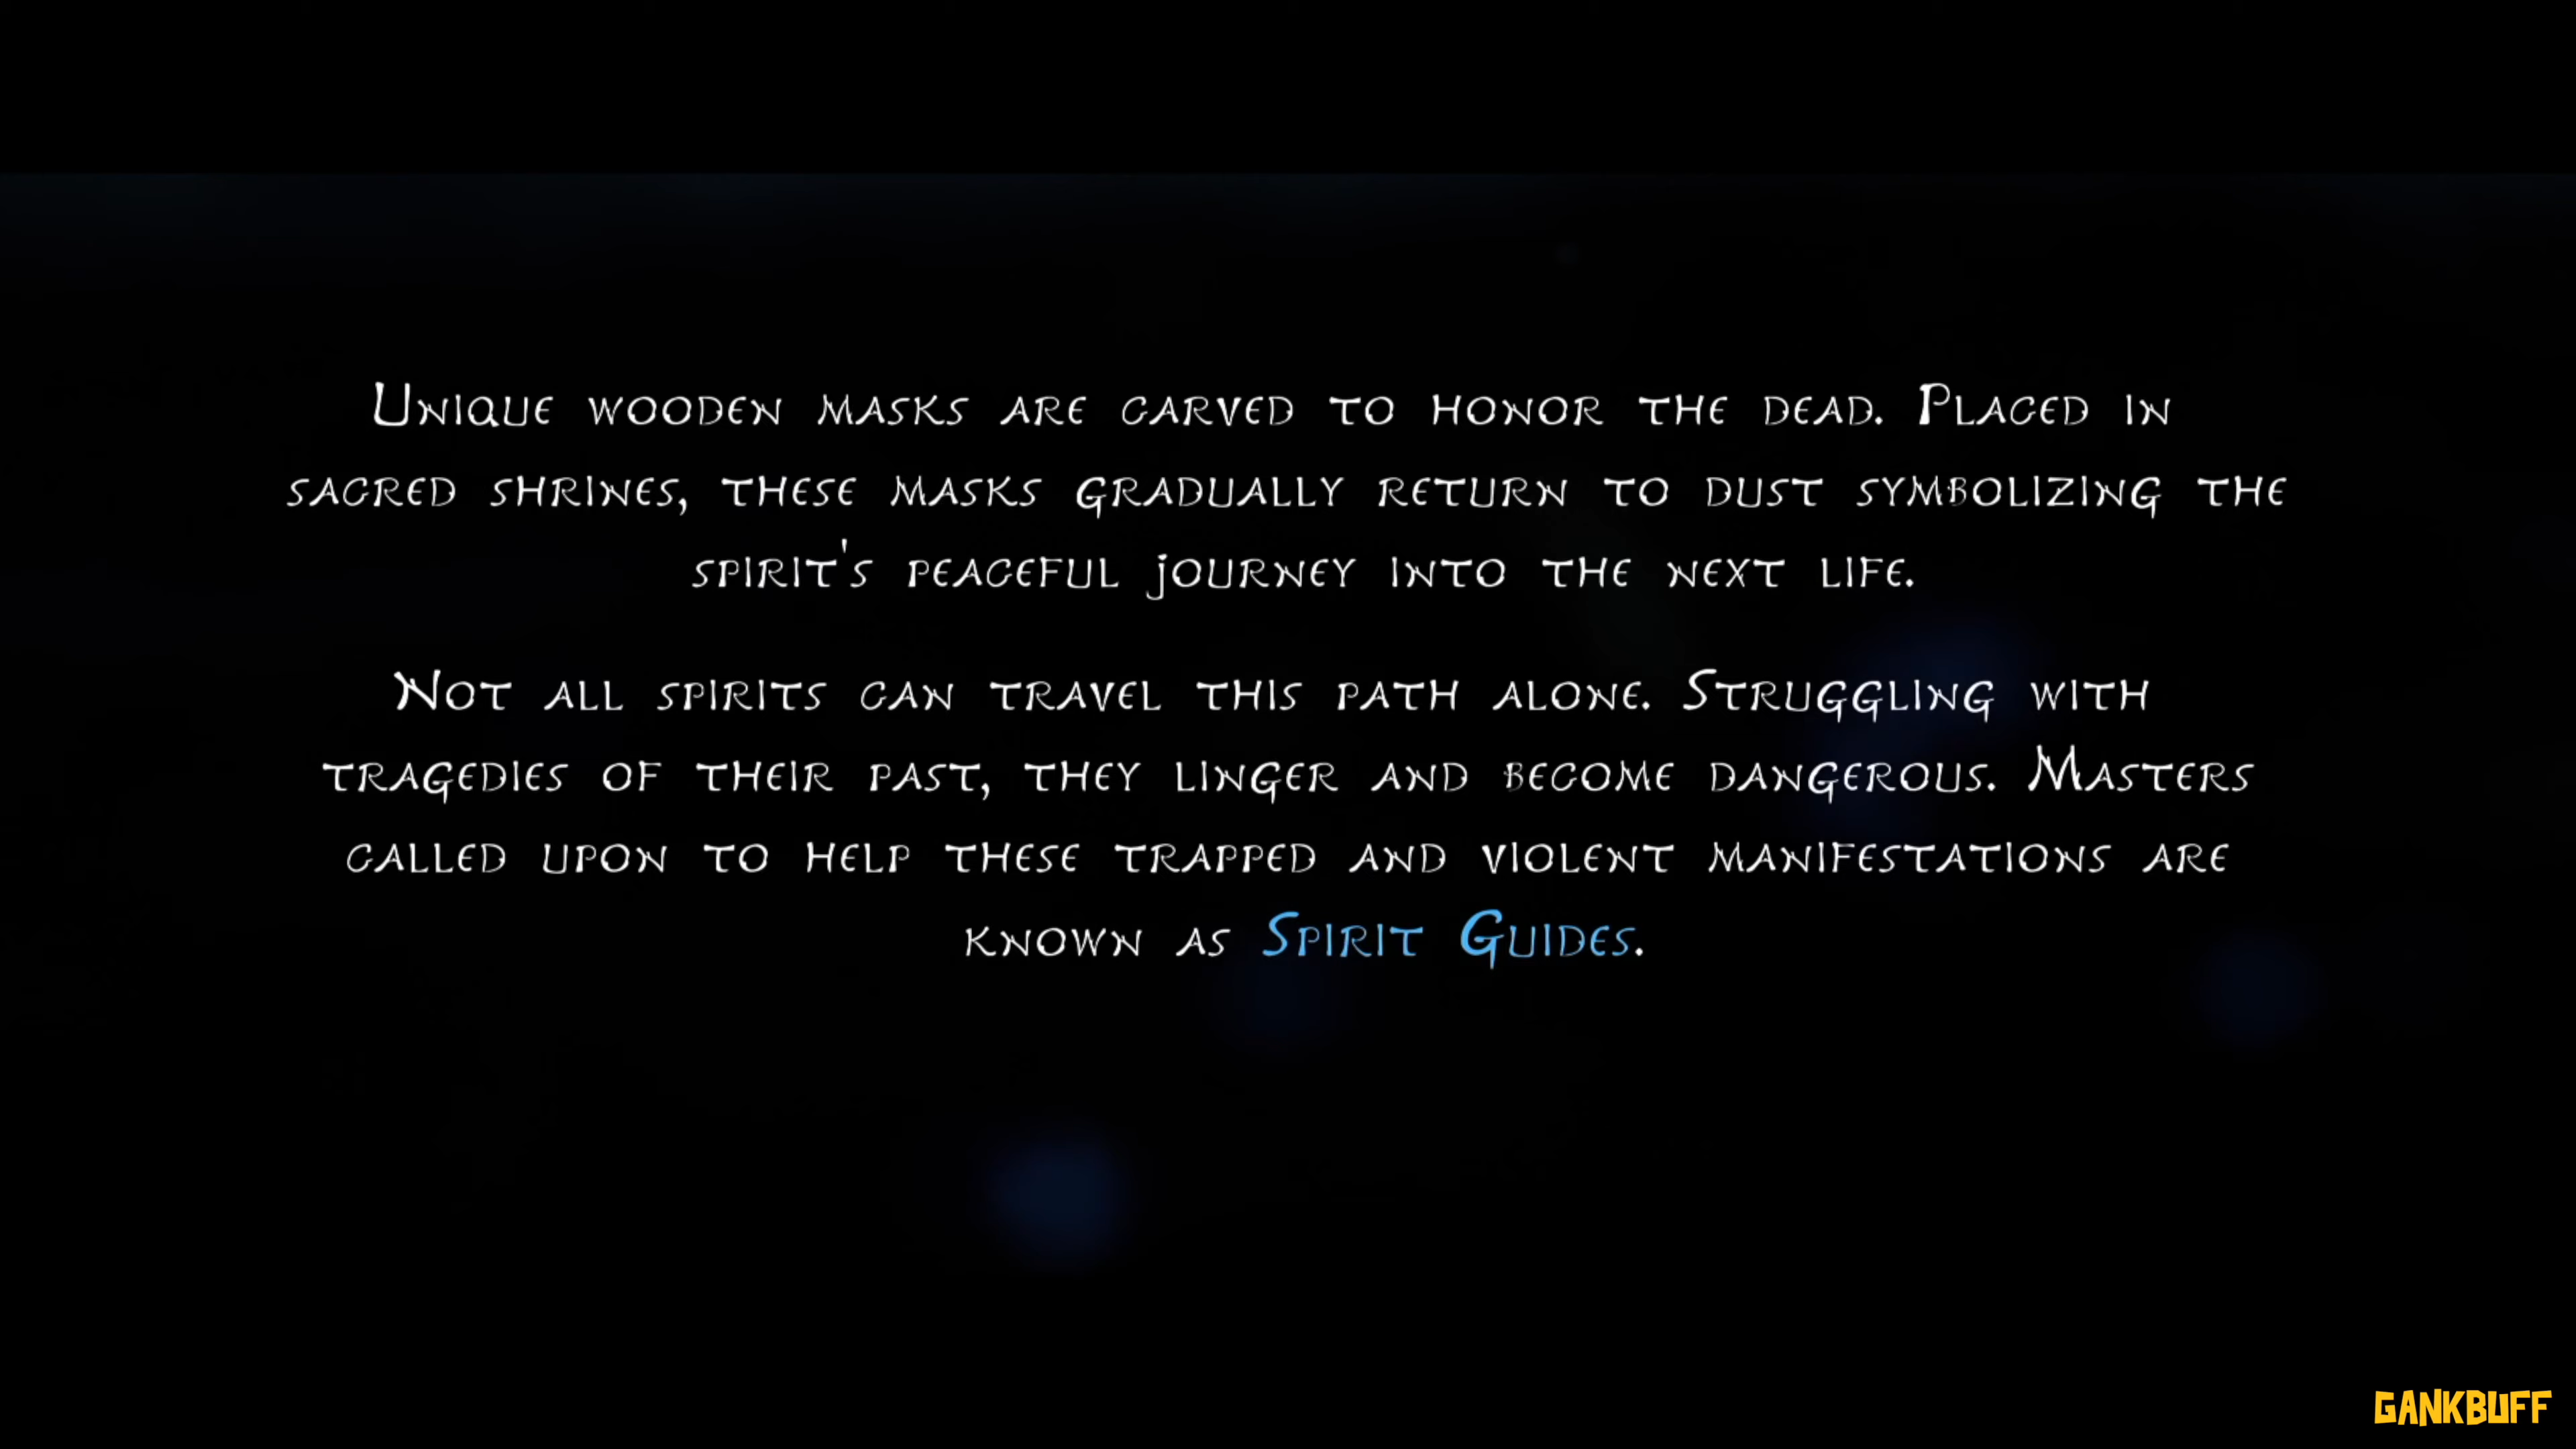 Unique wooden masks are carved to honor the dead. Placed in
sacred shrines, these masks gradually return to dust symbolizing the
spirit's peaceful journey into the next life.
Not all spirits can travel this path alone. Struggling with
tragedies of their past, they linger and become dangerous. Masters
called upon to help these trapped and violent manifestations are
known as Spirit Guides.
GANKBUFF